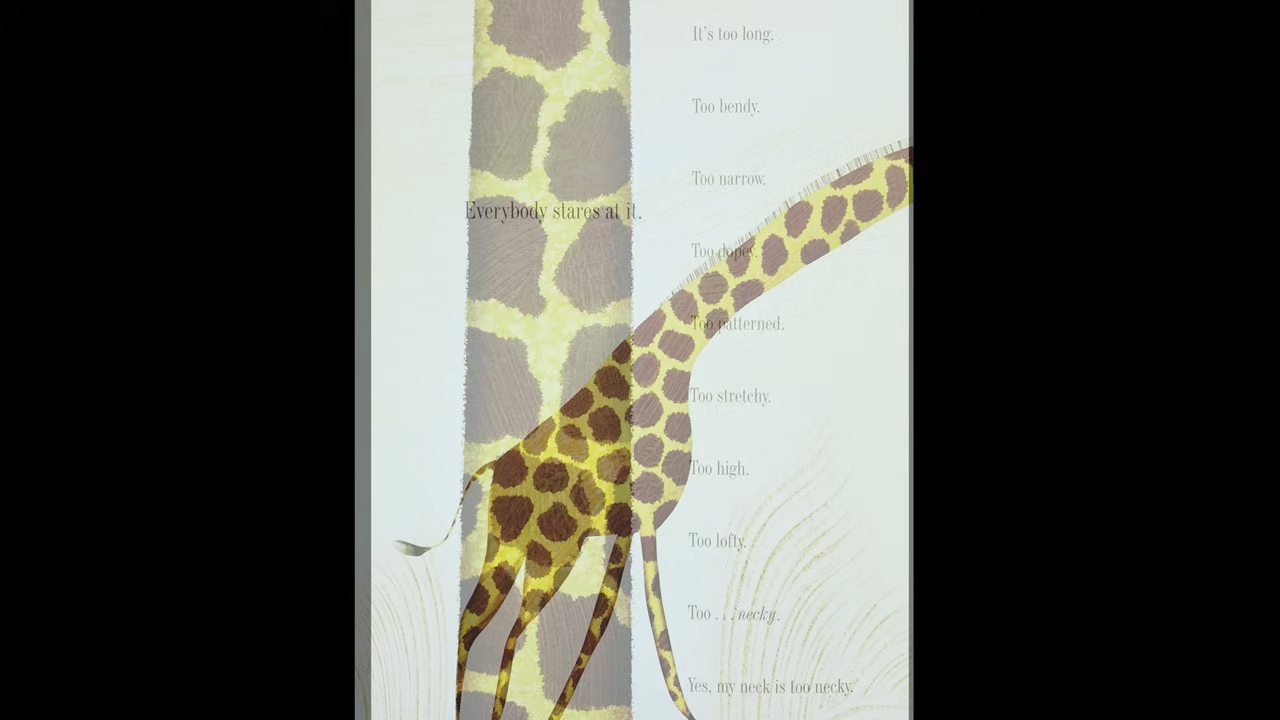 It's too long.
Too bendy.
Too narrow.
Everybody stares at it.
Too dopey.
Too patterned.
Too stretchy.
Too high.
Too lofty.
Too . . . necky.
Yes, my neck is too necky.